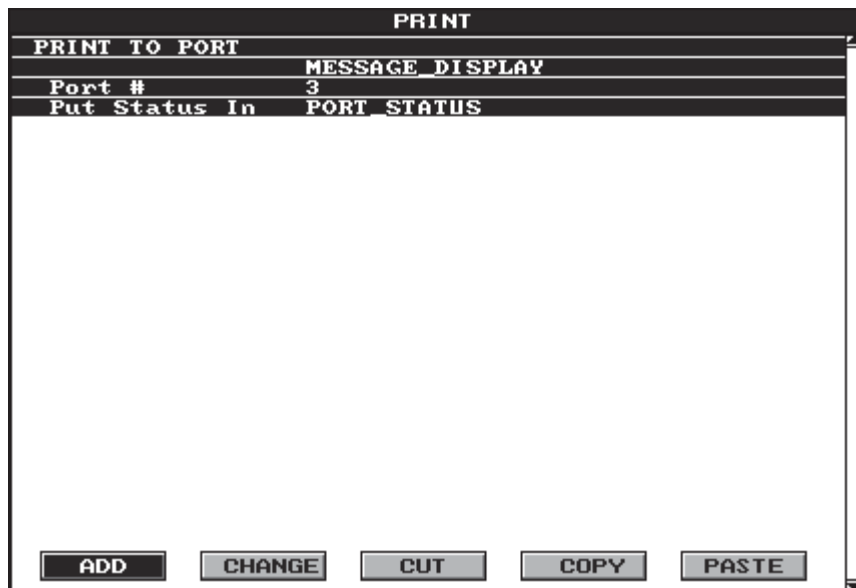 PRINT
PRINT TO PORT
MESSAGE_DISPLAY
Port # 3
Put Status In PORT_STATUS
ADD CHANGE CUT COPY PASTE